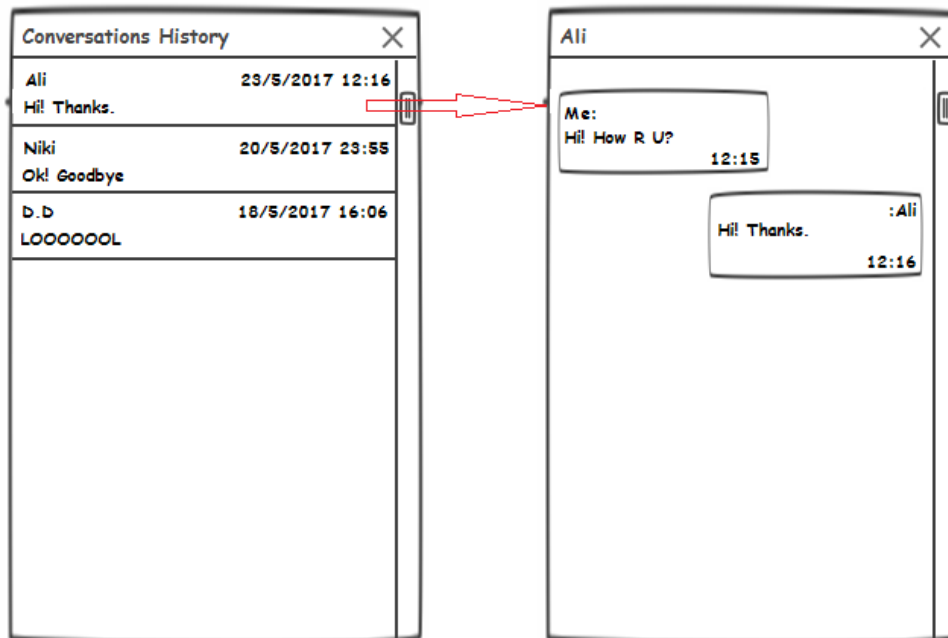 Conversations History
Ali 23/5/2017 12:16
Hi! Thanks.
Niki 20/5/2017 23:55
Ok! Goodbye
D.D 18/5/2017 16:06
LOOOOOOL
Ali
Me:
Hi! How R U?
12:15
:Ali
Hi! Thanks.
12:16